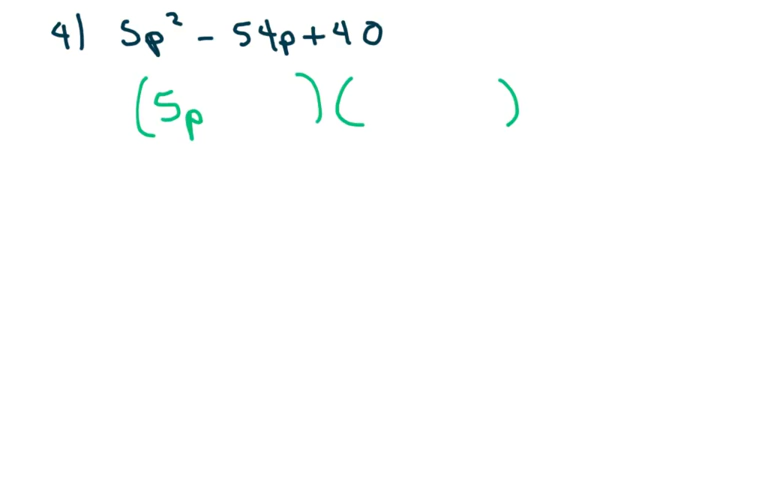 4) 5p² - 54p + 40
(5p )( )